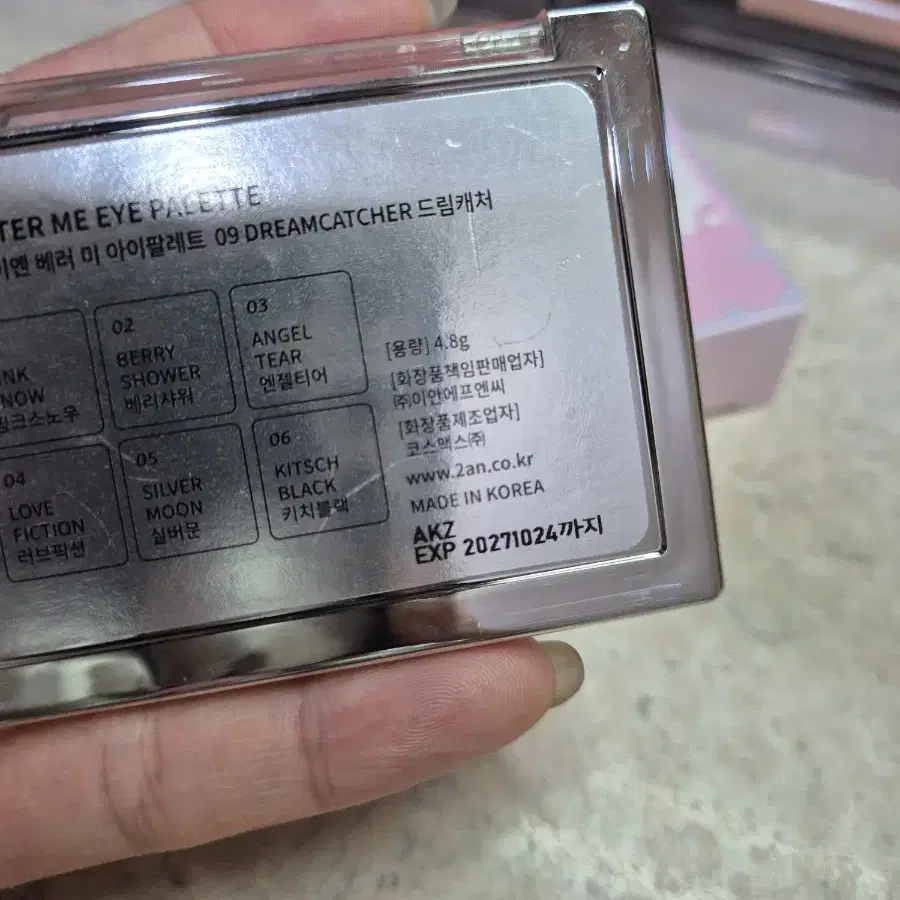 TER ME EYE PALETTE
이엔 베러 미 아이팔레트 09 DREAMCATCHER 드림캐처
INK
NOW
핑크스노우
02
BERRY
SHOWER
베리샤워
03
ANGEL
TEAR
엔젤티어
04
LOVE
FICTION
러브픽션
05
SILVER
MOON
실버문
06
KITSCH
BLACK
키치블랙
[용량] 4.8g
[화장품책임판매업자]
㈜이안에프엔씨
[화장품제조업자]
코스맥스㈜
www.2an.co.kr
MADE IN KOREA
AKZ
EXP 20271024까지